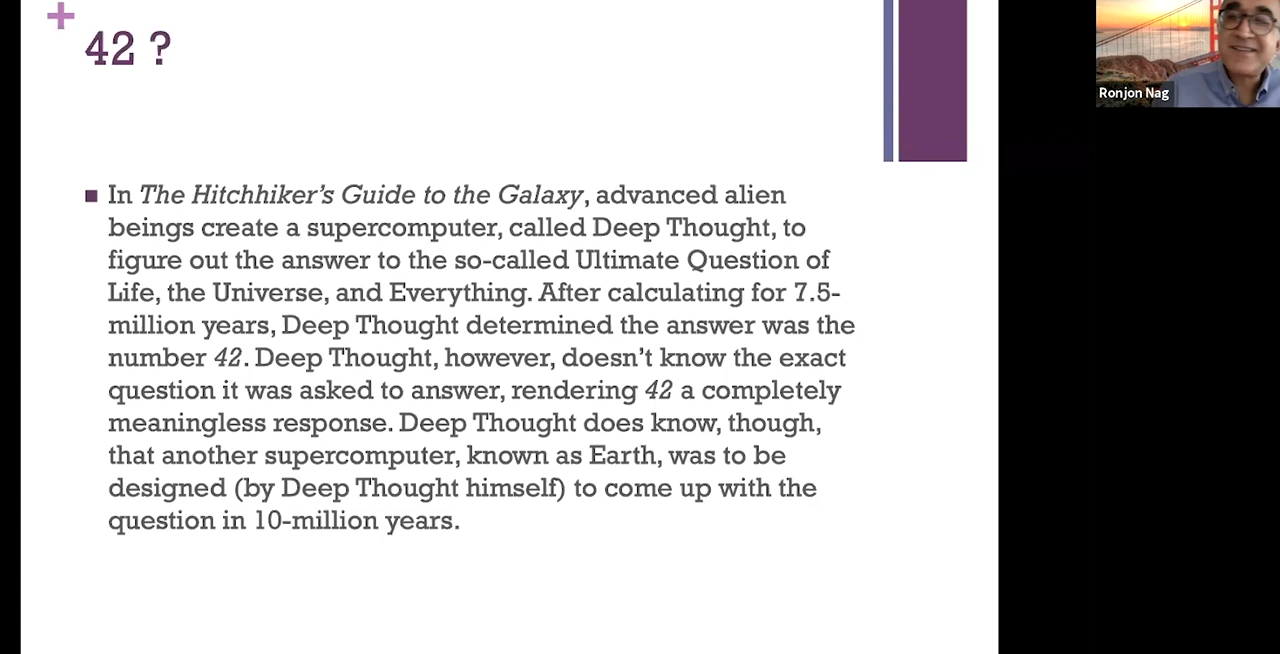 42 ?
In The Hitchhiker’s Guide to the Galaxy, advanced alien
beings create a supercomputer, called Deep Thought, to
figure out the answer to the so-called Ultimate Question of
Life, the Universe, and Everything. After calculating for 7.5-
million years, Deep Thought determined the answer was the
number 42. Deep Thought, however, doesn’t know the exact
question it was asked to answer, rendering 42 a completely
meaningless response. Deep Thought does know, though,
that another supercomputer, known as Earth, was to be
designed (by Deep Thought himself) to come up with the
question in 10-million years.
Ronjon Nag